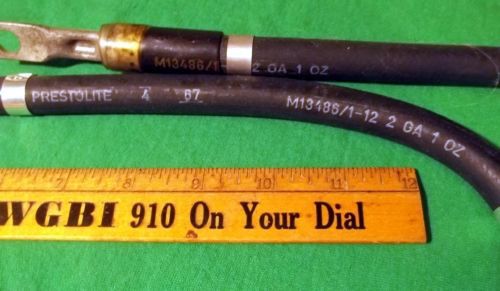 M13486/1- 2 GA 1 OZ
PRESTOLITE 4 67 M13486/1-12 2 GA 1 OZ
7 8 9 10 11 12
WGBI 910 On Your Dial